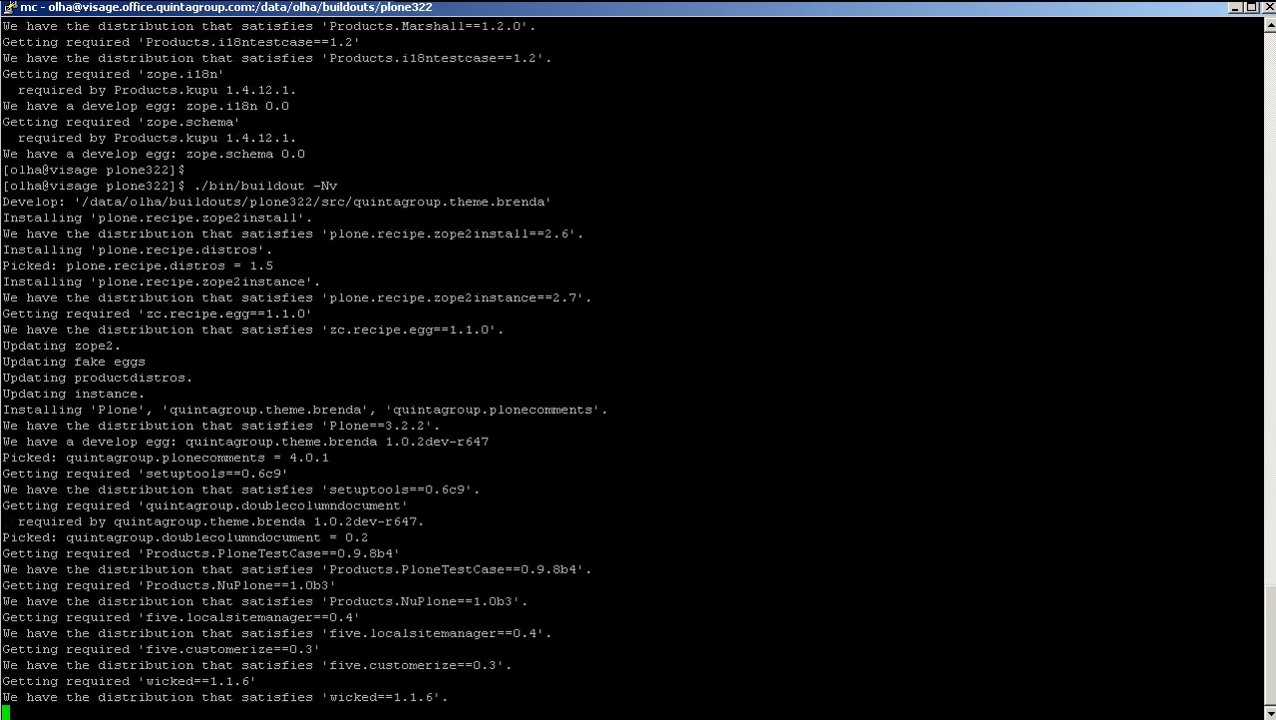 mc - olha@visage.office.quintagroup.com:/data/olha/buildouts/plone322
We have the distribution that satisfies 'Products.Marshall==1.2.0'.
Getting required 'Products.i18ntestcase==1.2'
We have the distribution that satisfies 'Products.i18ntestcase==1.2'.
Getting required 'zope.i18n'
  required by Products.kupu 1.4.12.1.
We have a develop egg: zope.i18n 0.0
Getting required 'zope.schema'
  required by Products.kupu 1.4.12.1.
We have a develop egg: zope.schema 0.0
[olha@visage plone322]$
[olha@visage plone322]$ ./bin/buildout -Nv
Develop: '/data/olha/buildouts/plone322/src/quintagroup.theme.brenda'
Installing 'plone.recipe.zope2install'.
We have the distribution that satisfies 'plone.recipe.zope2install==2.6'.
Installing 'plone.recipe.distros'.
Picked: plone.recipe.distros = 1.5
Installing 'plone.recipe.zope2instance'.
We have the distribution that satisfies 'plone.recipe.zope2instance==2.7'.
Getting required 'zc.recipe.egg==1.1.0'
We have the distribution that satisfies 'zc.recipe.egg==1.1.0'.
Updating zope2.
Updating fake eggs
Updating productdistros.
Updating instance.
Installing 'Plone', 'quintagroup.theme.brenda', 'quintagroup.plonecomments'.
We have the distribution that satisfies 'Plone==3.2.2'.
We have a develop egg: quintagroup.theme.brenda 1.0.2dev-r647
Picked: quintagroup.plonecomments = 4.0.1
Getting required 'setuptools==0.6c9'
We have the distribution that satisfies 'setuptools==0.6c9'.
Getting required 'quintagroup.doublecolumndocument'
  required by quintagroup.theme.brenda 1.0.2dev-r647.
Picked: quintagroup.doublecolumndocument = 0.2
Getting required 'Products.PloneTestCase==0.9.8b4'
We have the distribution that satisfies 'Products.PloneTestCase==0.9.8b4'.
Getting required 'Products.NuPlone==1.0b3'
We have the distribution that satisfies 'Products.NuPlone==1.0b3'.
Getting required 'five.localsitemanager==0.4'
We have the distribution that satisfies 'five.localsitemanager==0.4'.
Getting required 'five.customerize==0.3'
We have the distribution that satisfies 'five.customerize==0.3'.
Getting required 'wicked==1.1.6'
We have the distribution that satisfies 'wicked==1.1.6'.